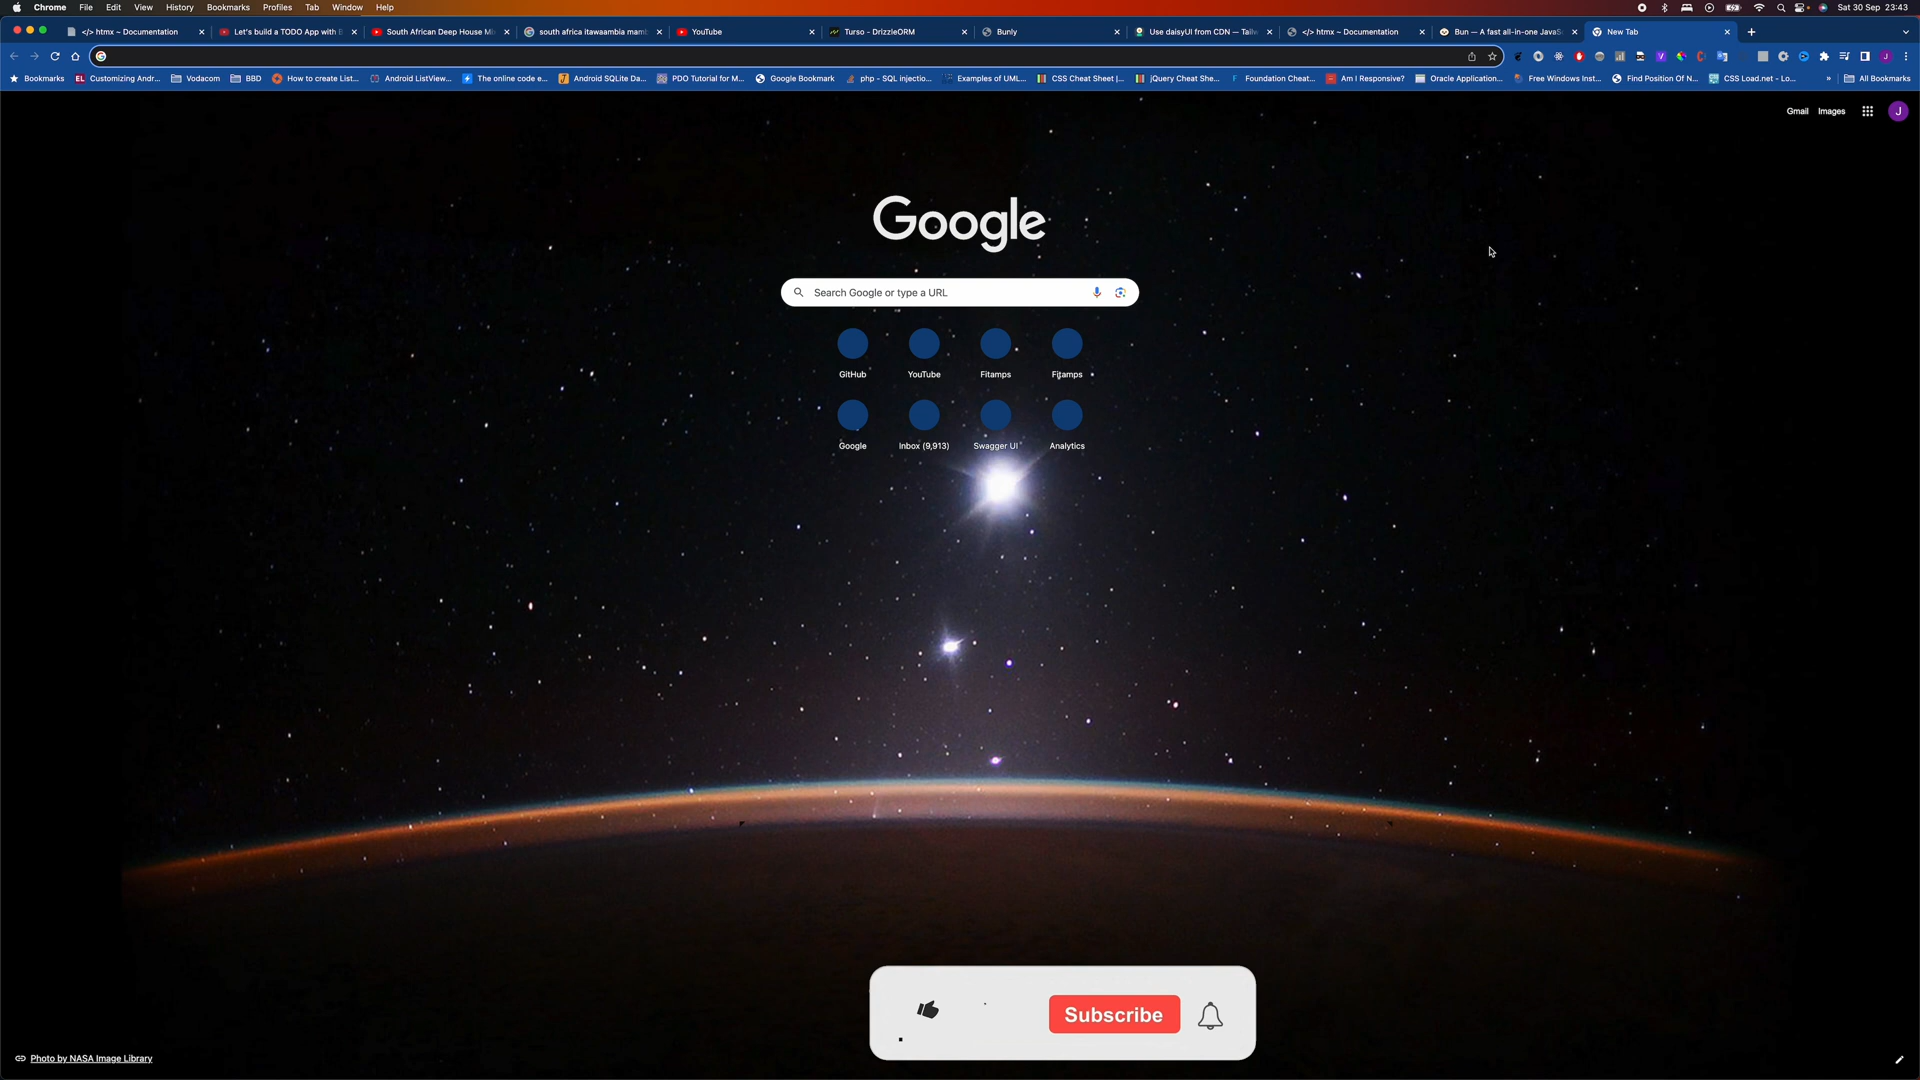 Chrome File Edit View History Bookmarks Profiles Tab Window Help Sat 30 Sep 23:43
</> htmx ~ Documentation Let's build a TODO App with B South African Deep House Mi south africa itawaambia mam YouTube Turso - DrizzleORM Bunly Use daisyUI from CDN — Tailw </> htmx ~ Documentation Bun — A fast all-in-one JavaSc New Tab
Bookmarks Customizing Andr... Vodacom BBD How to create List... Android ListView... The online code e... Android SQLite Da... PDO Tutorial for M... Google Bookmark php - SQL injectio... Examples of UML... CSS Cheat Sheet |... jQuery Cheat She... Foundation Cheat... Am I Responsive? Oracle Application... Free Windows Inst... Find Position Of N... CSS Load.net - Lo... » All Bookmarks
Gmail Images J
Google
Search Google or type a URL
GitHub YouTube Fitamps Fitamps
Google Inbox (9,913) Swagger UI Analytics
Subscribe
Photo by NASA Image Library